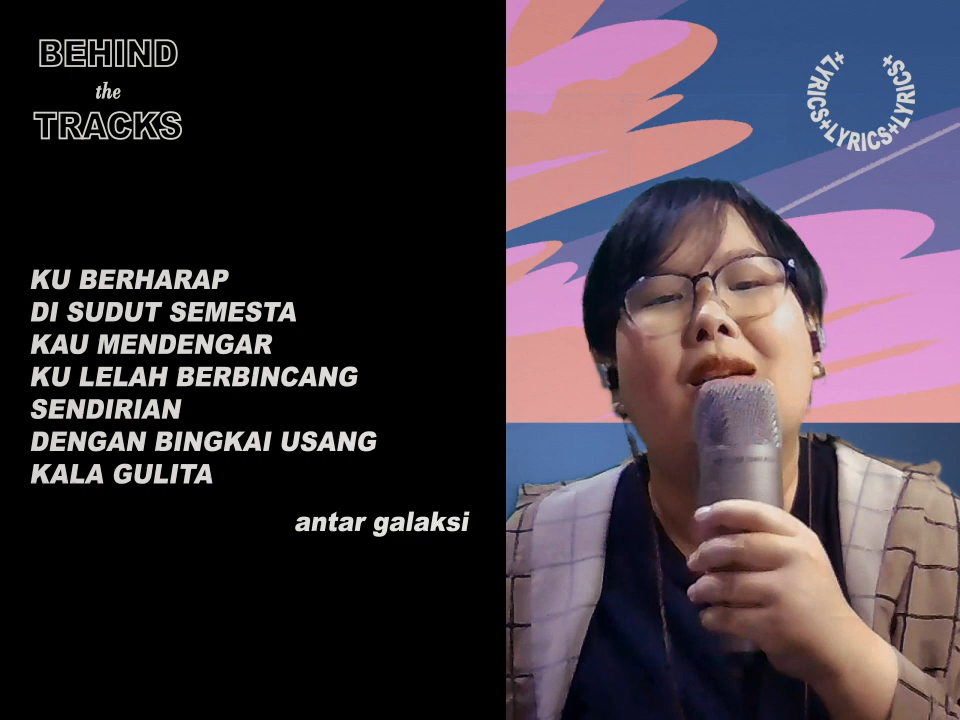 BEHIND
the
TRACKS
+LYRICS+LYRICS+LYRICS+
KU BERHARAP
DI SUDUT SEMESTA
KAU MENDENGAR
KU LELAH BERBINCANG
SENDIRIAN
DENGAN BINGKAI USANG
KALA GULITA
antar galaksi